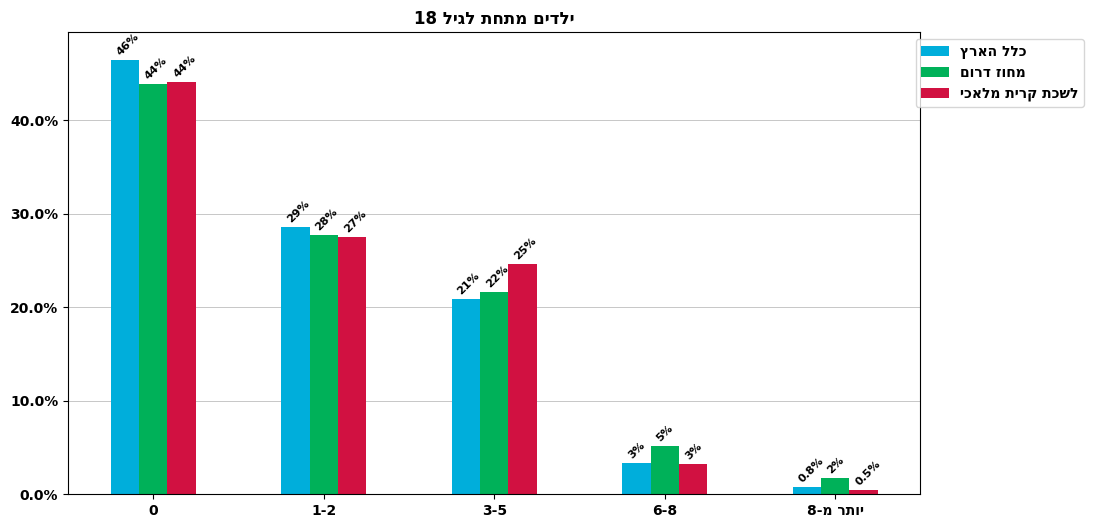 ילדים מתחת לגיל 18
כלל הארץ
מחוז דרום
לשכת קרית מלאכי
40.0%
30.0%
20.0%
10.0%
0.0%
46% 44% 44%
29% 28% 27%
21% 22% 25%
3% 5% 3%
0.8% 2% 0.5%
0 1-2 3-5 6-8 יותר מ-8